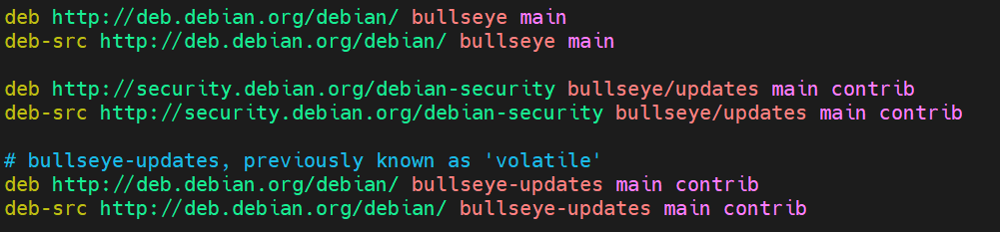 deb http://deb.debian.org/debian/ bullseye main
deb-src http://deb.debian.org/debian/ bullseye main
deb http://security.debian.org/debian-security bullseye/updates main contrib
deb-src http://security.debian.org/debian-security bullseye/updates main contrib
# bullseye-updates, previously known as 'volatile'
deb http://deb.debian.org/debian/ bullseye-updates main contrib
deb-src http://deb.debian.org/debian/ bullseye-updates main contrib